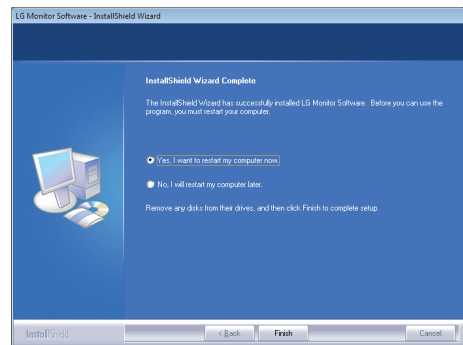 LG Monitor Software - InstallShield Wizard
InstallShield Wizard Complete
The InstallShield Wizard has successfully installed LG Monitor Software. Before you can use the
program, you must restart your computer.
Yes, I want to restart my computer now.
No, I will restart my computer later.
Remove any disks from their drives, and then click Finish to complete setup.
InstallShield
< Back
Finish
Cancel